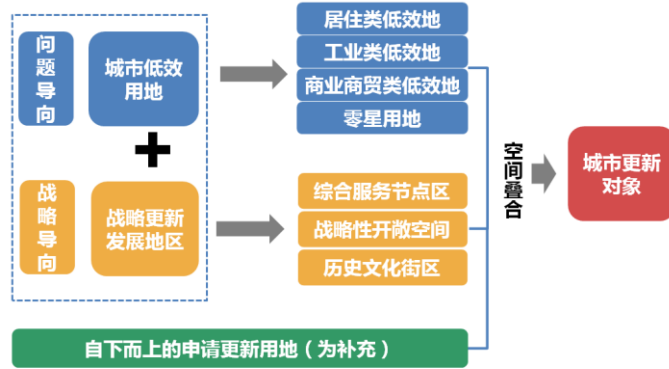 问题导向
城市低效
用地
居住类低效地
工业类低效地
商业商贸类低效地
零星用地
战略导向
战略更新
发展地区
综合服务节点区
战略性开敞空间
历史文化街区
空间叠合
城市更新
对象
自下而上的申请更新用地（为补充）